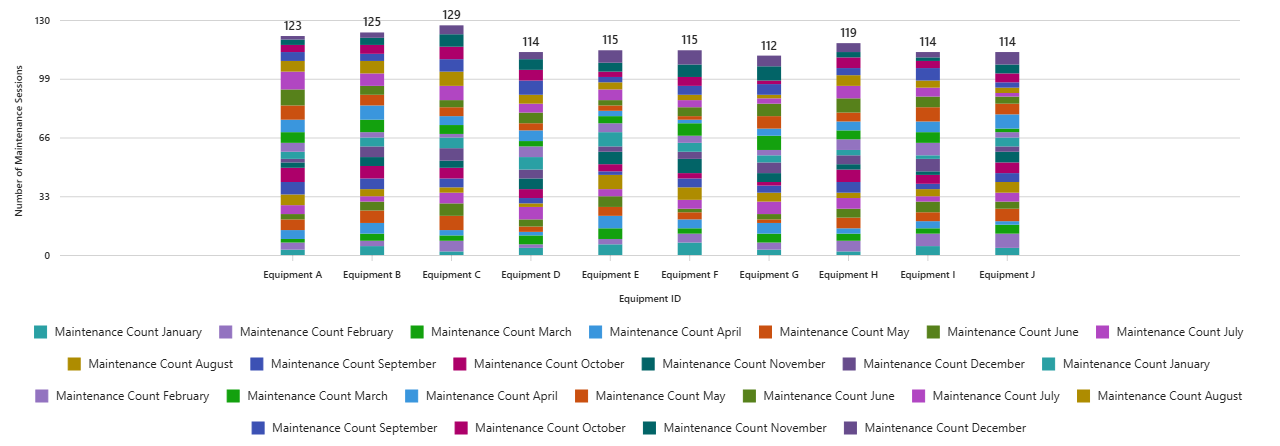 130
99
66
33
0
Number of Maintenance Sessions
123
125
129
114
115
115
112
119
114
114
Equipment A
Equipment B
Equipment C
Equipment D
Equipment E
Equipment F
Equipment G
Equipment H
Equipment I
Equipment J
Equipment ID
Maintenance Count January Maintenance Count February Maintenance Count March Maintenance Count April Maintenance Count May Maintenance Count June Maintenance Count July
Maintenance Count August Maintenance Count September Maintenance Count October Maintenance Count November Maintenance Count December Maintenance Count January
Maintenance Count February Maintenance Count March Maintenance Count April Maintenance Count May Maintenance Count June Maintenance Count July Maintenance Count August
Maintenance Count September Maintenance Count October Maintenance Count November Maintenance Count December